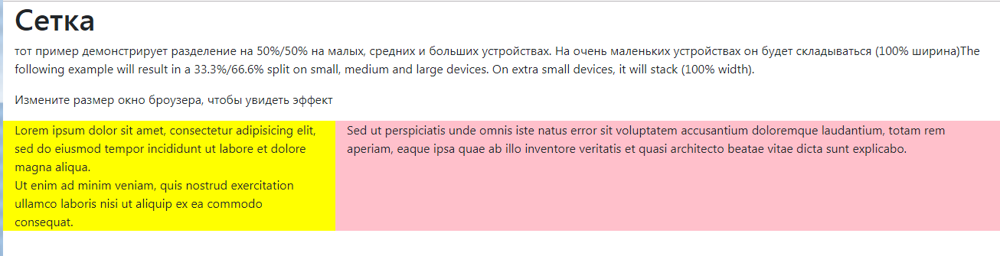 Сетка
тот пример демонстрирует разделение на 50%/50% на малых, средних и больших устройствах. На очень маленьких устройствах он будет складываться (100% ширина)The
following example will result in a 33.3%/66.6% split on small, medium and large devices. On extra small devices, it will stack (100% width).
Измените размер окно броузера, чтобы увидеть эффект
Lorem ipsum dolor sit amet, consectetur adipisicing elit,
sed do eiusmod tempor incididunt ut labore et dolore
magna aliqua.
Ut enim ad minim veniam, quis nostrud exercitation
ullamco laboris nisi ut aliquip ex ea commodo
consequat.
Sed ut perspiciatis unde omnis iste natus error sit voluptatem accusantium doloremque laudantium, totam rem
aperiam, eaque ipsa quae ab illo inventore veritatis et quasi architecto beatae vitae dicta sunt explicabo.